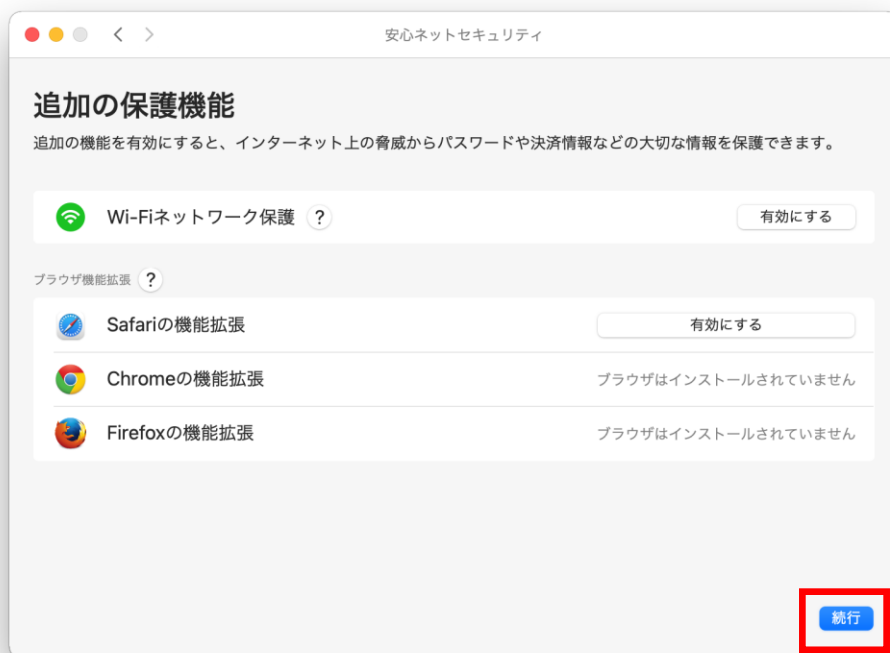 安心ネットセキュリティ
追加の保護機能
追加の機能を有効にすると、インターネット上の脅威からパスワードや決済情報などの大切な情報を保護できます。
Wi-Fiネットワーク保護 ? 有効にする
ブラウザ機能拡張 ?
Safariの機能拡張 有効にする
Chromeの機能拡張 ブラウザはインストールされていません
Firefoxの機能拡張 ブラウザはインストールされていません
続行